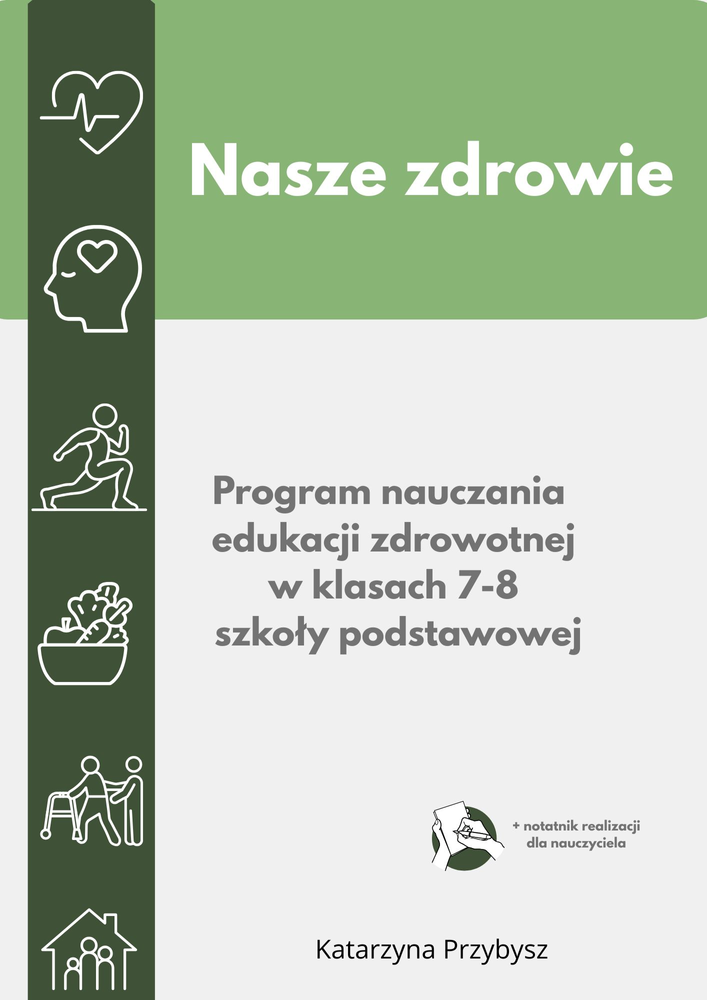 Nasze zdrowie
Program nauczania
edukacji zdrowotnej
w klasach 7-8
szkoły podstawowej
+ notatnik realizacji
dla nauczyciela
Katarzyna Przybysz